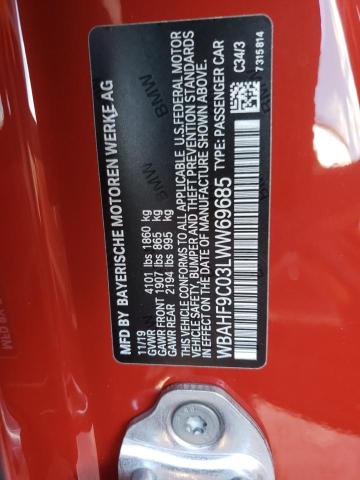 MFD BY BAYERISCHE MOTOREN WERKE AG
11/19
GVWR 4101 lbs 1860 kg
GAWR FRONT 1907 lbs 865 kg
GAWR REAR 2194 lbs 995 kg
THIS VEHICLE CONFORMS TO ALL APPLICABLE U.S. FEDERAL MOTOR
VEHICLE SAFETY, BUMPER, AND THEFT PREVENTION STANDARDS
IN EFFECT ON THE DATE OF MANUFACTURE SHOWN ABOVE.
WBAHF9C03LWV69685 TYPE: PASSENGER CAR
C34/3
7315814
BMW
BMW